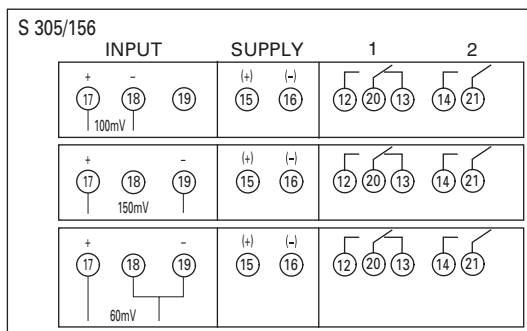 S 305/156
INPUT SUPPLY 1 2
+ – (+) (–)
17 18 19 15 16 12 20 13 14 21
100mV
+ – (+) (–)
17 18 19 15 16 12 20 13 14 21
150mV
+ – (+) (–)
17 18 19 15 16 12 20 13 14 21
60mV